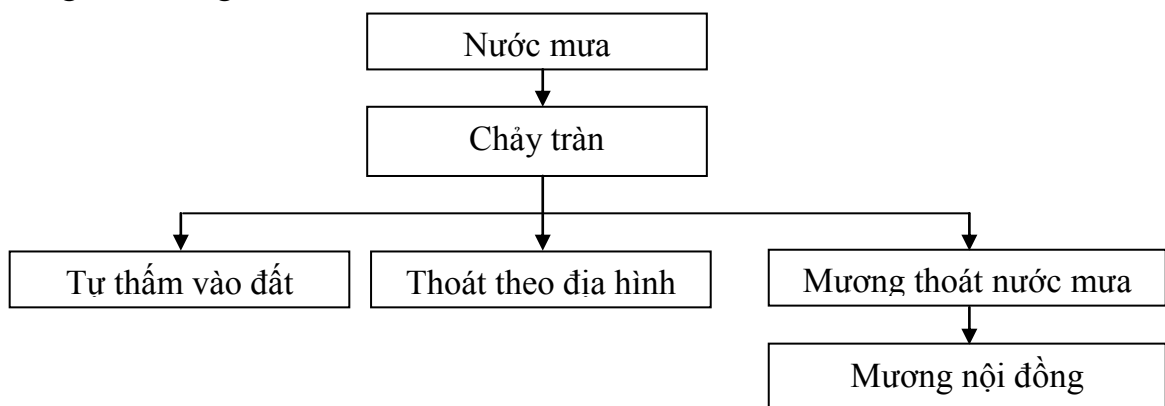 Nước mưa
Chảy tràn
Tự thấm vào đất
Thoát theo địa hình
Mương thoát nước mưa
Mương nội đồng